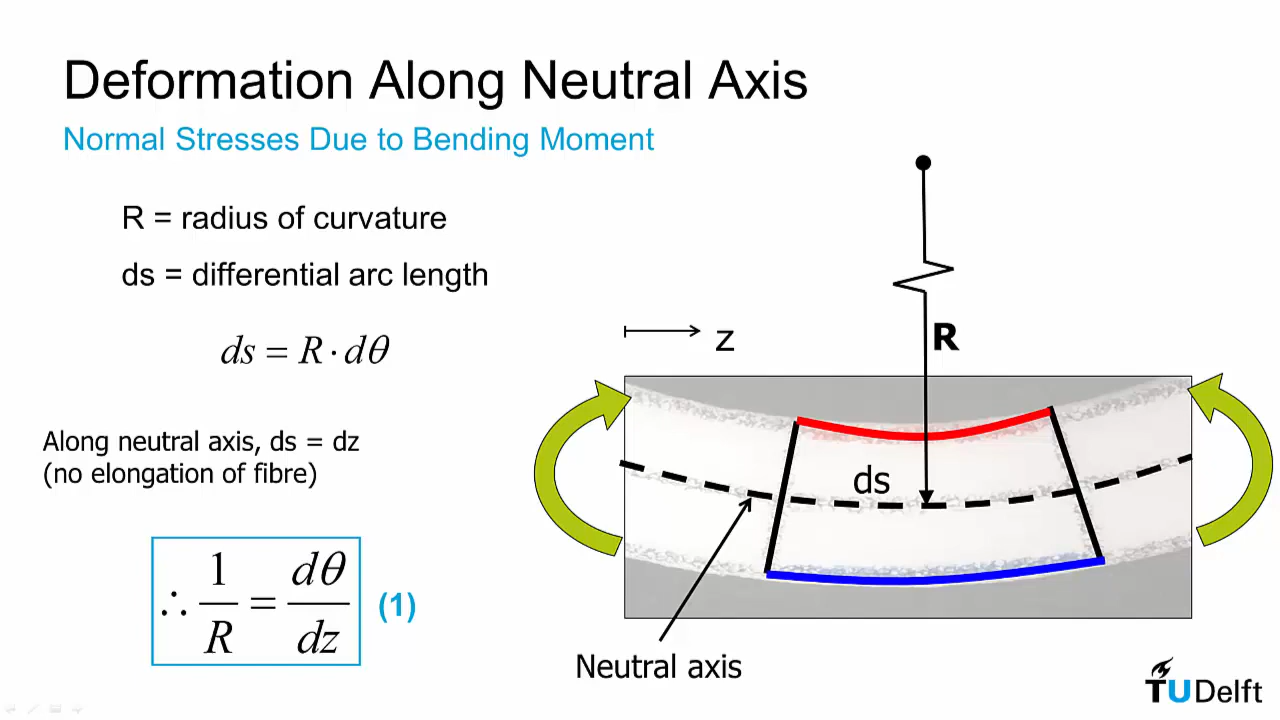 Deformation Along Neutral Axis
Normal Stresses Due to Bending Moment
R = radius of curvature
ds = differential arc length
ds = R · dθ
Along neutral axis, ds = dz
(no elongation of fibre)
∴ 1/R = dθ/dz (1)
z
R
ds
Neutral axis
TUDelft